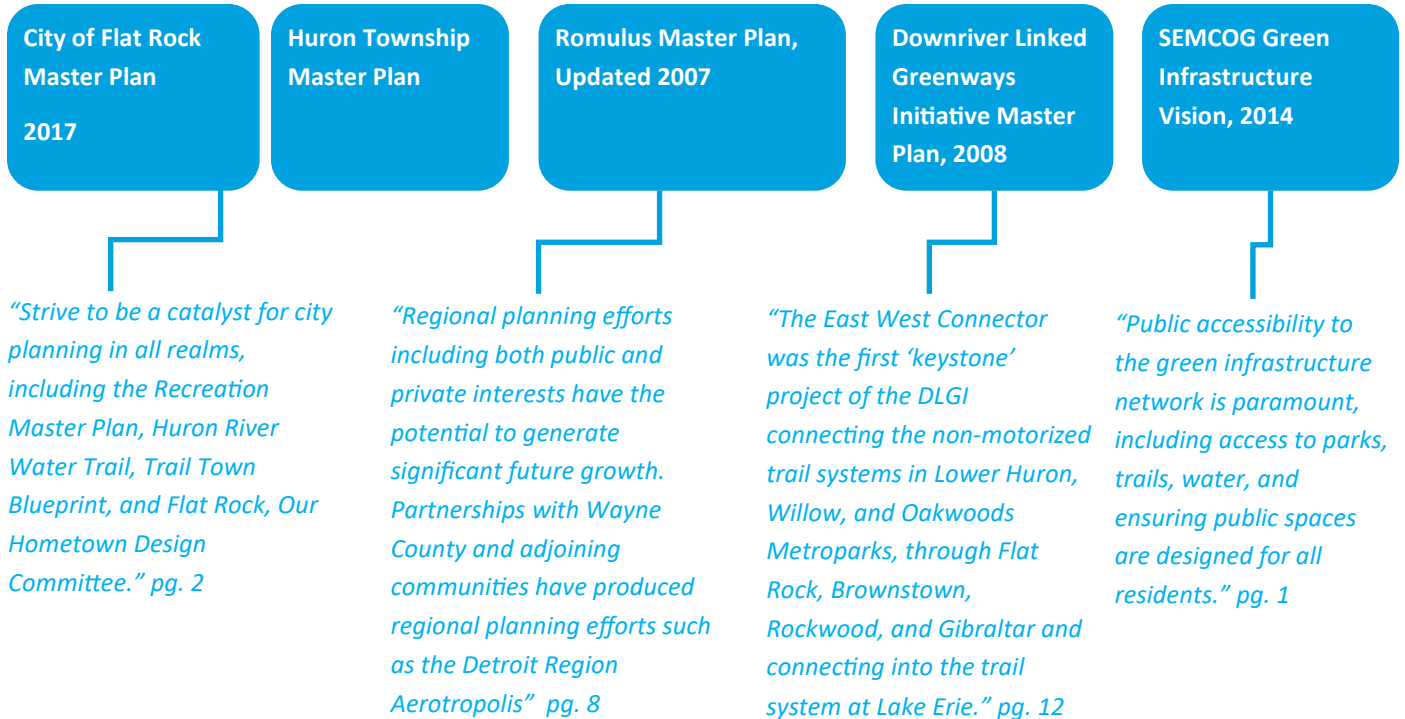 City of Flat Rock
Master Plan
2017
Huron Township
Master Plan
Romulus Master Plan,
Updated 2007
Downriver Linked
Greenways
Initiative Master
Plan, 2008
SEMCOG Green
Infrastructure
Vision, 2014
“Strive to be a catalyst for city
planning in all realms,
including the Recreation
Master Plan, Huron River
Water Trail, Trail Town
Blueprint, and Flat Rock, Our
Hometown Design
Committee.” pg. 2
“Regional planning efforts
including both public and
private interests have the
potential to generate
significant future growth.
Partnerships with Wayne
County and adjoining
communities have produced
regional planning efforts such
as the Detroit Region
Aerotropolis” pg. 8
“The East West Connector
was the first ‘keystone’
project of the DLGI
connecting the non-motorized
trail systems in Lower Huron,
Willow, and Oakwoods
Metroparks, through Flat
Rock, Brownstown,
Rockwood, and Gibraltar and
connecting into the trail
system at Lake Erie.” pg. 12
“Public accessibility to
the green infrastructure
network is paramount,
including access to parks,
trails, water, and
ensuring public spaces
are designed for all
residents.” pg. 1